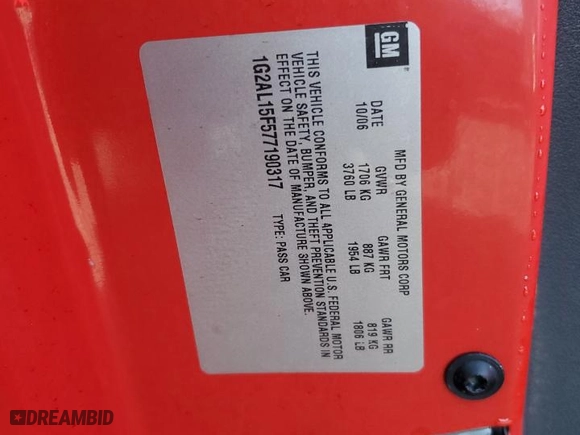 GM
MFD BY GENERAL MOTORS CORP
DATE GVWR GAWR FRT GAWR RR
10/06 1706 KG 887 KG 819 KG
3760 LB 1954 LB 1806 LB
THIS VEHICLE CONFORMS TO ALL APPLICABLE U.S. FEDERAL MOTOR
VEHICLE SAFETY, BUMPER, AND THEFT PREVENTION STANDARDS IN
EFFECT ON THE DATE OF MANUFACTURE SHOWN ABOVE.
1G2AL15F577190317 TYPE: PASS CAR
DREAMBID